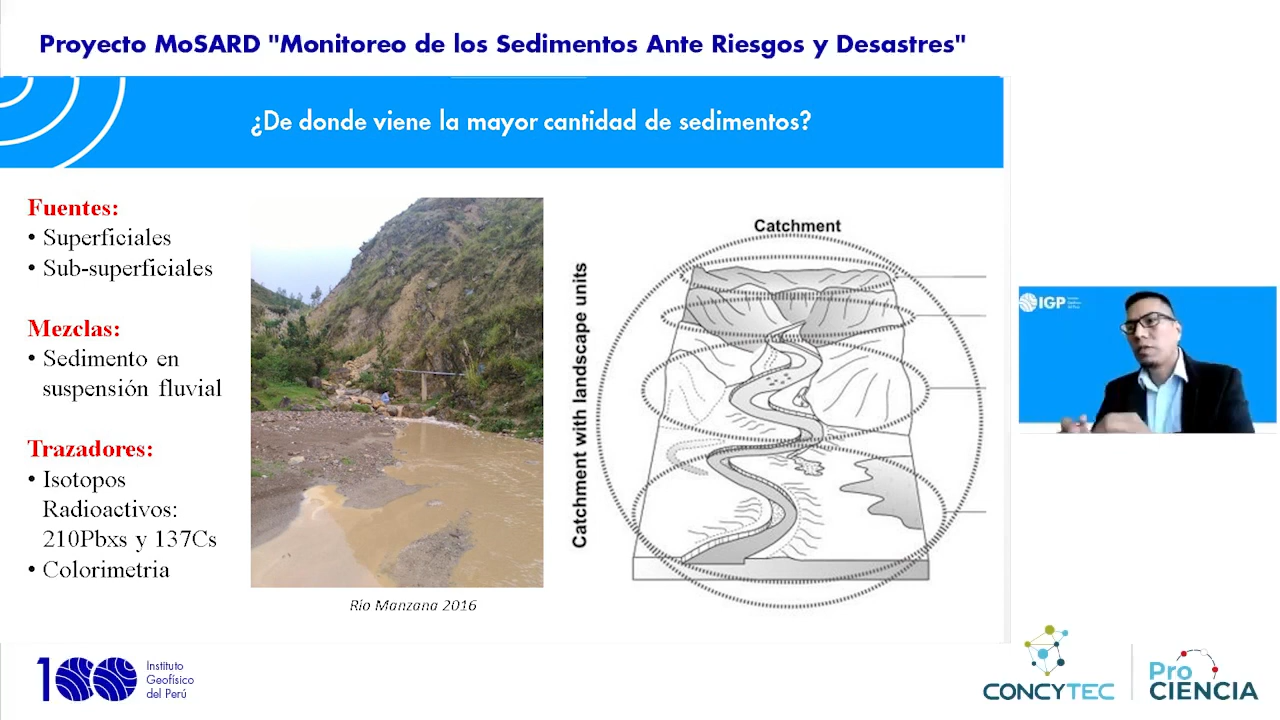 Proyecto MoSARD "Monitoreo de los Sedimentos Ante Riesgos y Desastres"
¿De donde viene la mayor cantidad de sedimentos?
Fuentes:
• Superficiales
• Sub-superficiales
Mezclas:
• Sedimento en
suspensión fluvial
Trazadores:
• Isotopos
Radioactivos:
210Pbxs y 137Cs
• Colorimetria
Río Manzana 2016
Catchment
Catchment with landscape units
IGP
100
Instituto
Geofísico
del Perú
CONCYTEC
Pro
CIENCIA